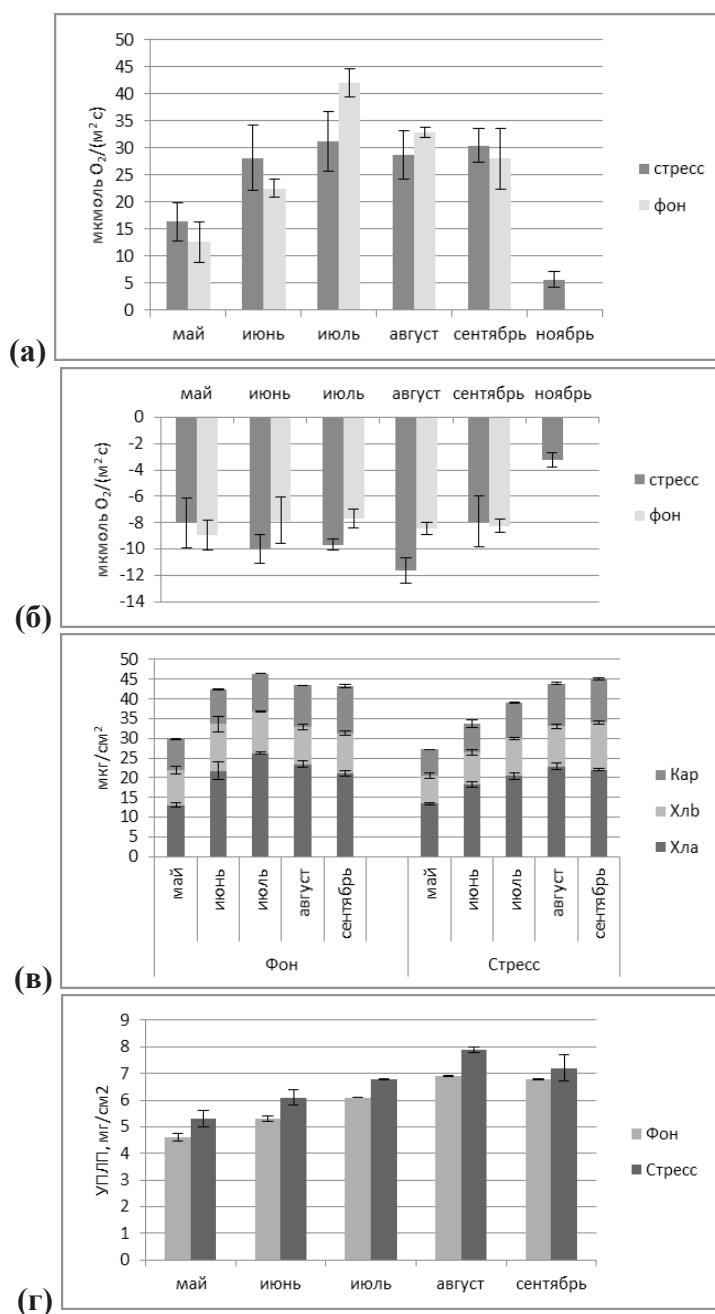 50
45
40
35
30
25
20
15
10
5
0
мкмоль O₂/(м² с)
май июнь июль август сентябрь ноябрь
стресс
фон
(а)
май июнь июль август сентябрь ноябрь
0
-2
-4
-6
-8
-10
-12
-14
мкмоль O₂/(м² с)
стресс
фон
(б)
50
45
40
35
30
25
20
15
10
5
0
мкг/см²
май июнь июль август сентябрь май июнь июль август сентябрь
Фон Стресс
Кар
Хлb
Хла
(в)
9
8
7
6
5
4
3
2
1
0
УПЛП, мг/см2
май июнь июль август сентябрь
Фон
Стресс
(г)